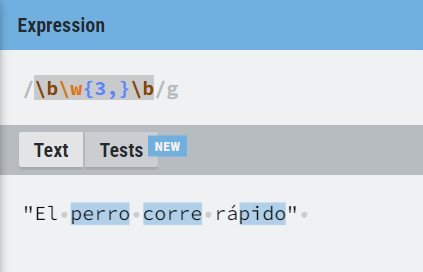 Expression
/\b\w{3,}\b/g
Text Tests NEW
"El perro corre rápido"